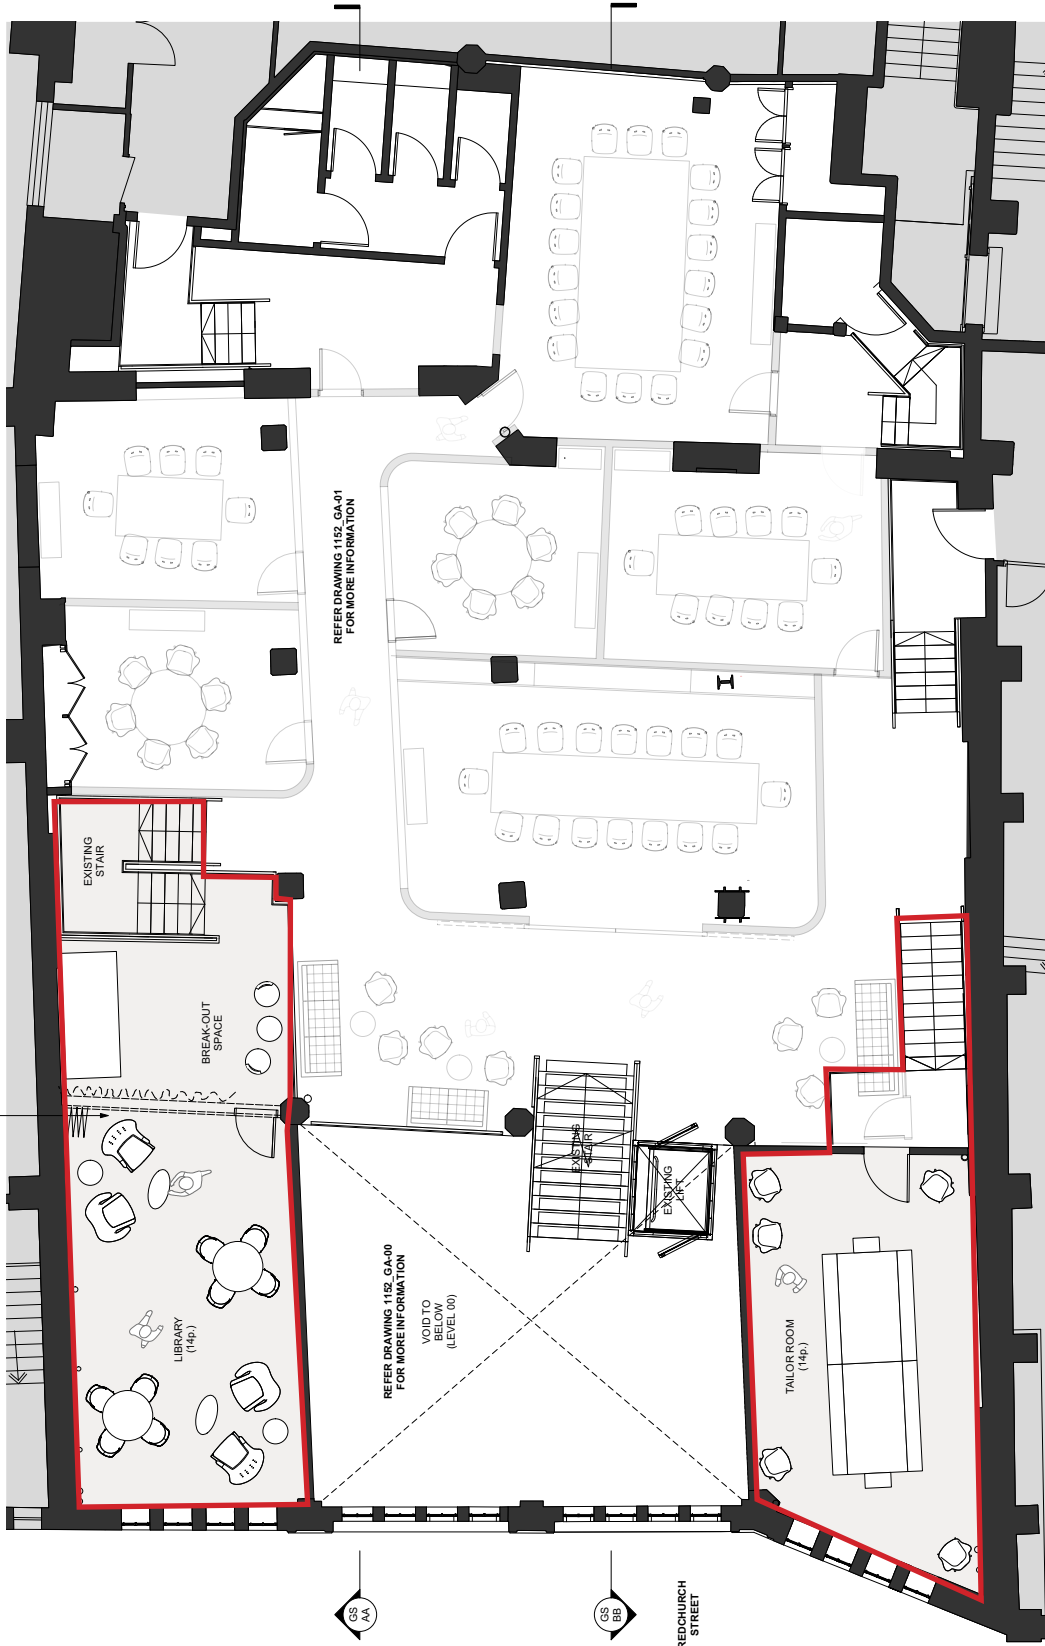 REFER DRAWING 1152_GA-01
FOR MORE INFORMATION
EXISTING
STAIR
BREAK-OUT
SPACE
EXISTING
STAIR
EXISTING
LIFT
REFER DRAWING 1152_GA-00
FOR MORE INFORMATION
VOID TO
BELOW
(LEVEL 00)
LIBRARY
(14p.)
TAILOR ROOM
(14p.)
GS
AA
GS
BB
REDCHURCH
STREET